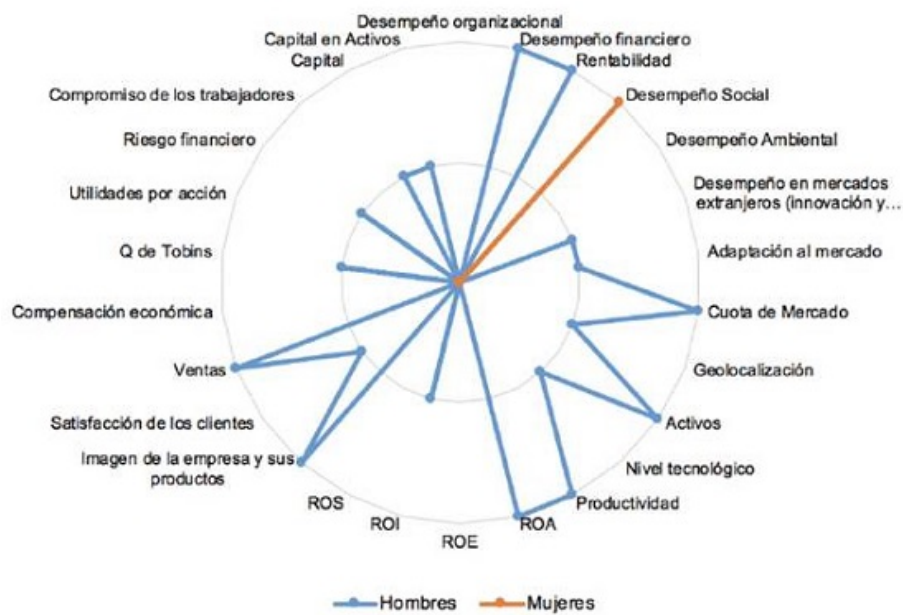 Desempeño organizacional
Desempeño financiero
Rentabilidad
Desempeño Social
Desempeño Ambiental
Desempeño en mercados
extranjeros (innovación y…
Adaptación al mercado
Cuota de Mercado
Geolocalización
Activos
Nivel tecnológico
Productividad
ROA
ROE
ROI
ROS
Imagen de la empresa y sus
productos
Satisfacción de los clientes
Ventas
Compensación económica
Q de Tobins
Utilidades por acción
Riesgo financiero
Compromiso de los trabajadores
Capital
Capital en Activos
Hombres
Mujeres